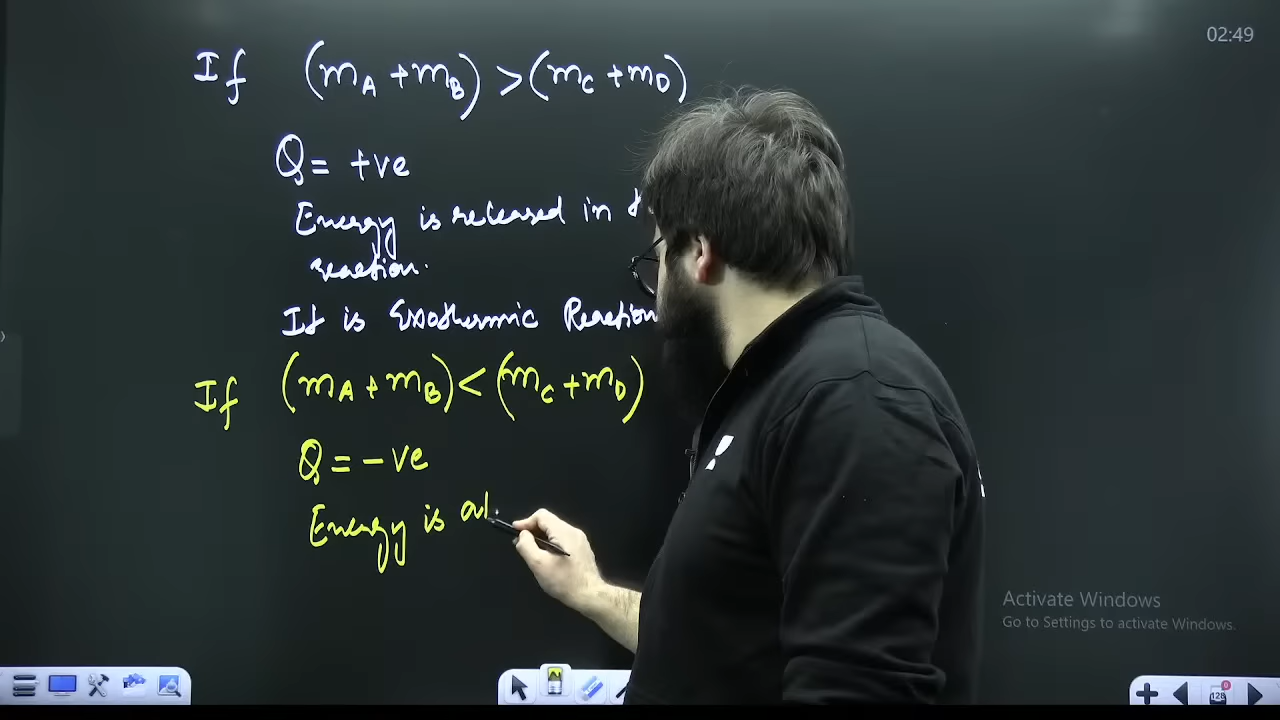 02:49
If (mA + mB) > (mC + mD)
Q = +ve
Energy is released in
reaction.
It is Exothermic Reaction
If (mA + mB) < (mC + mD)
Q = -ve
Energy is
Activate Windows
Go to Settings to activate Windows.
128